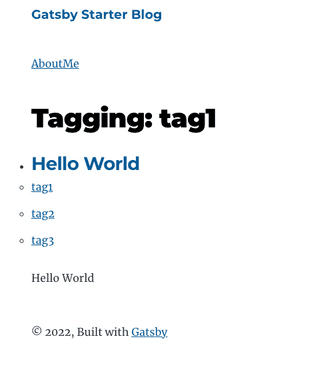 Gatsby Starter Blog
AboutMe
Tagging: tag1
Hello World
tag1
tag2
tag3
Hello World
© 2022, Built with Gatsby